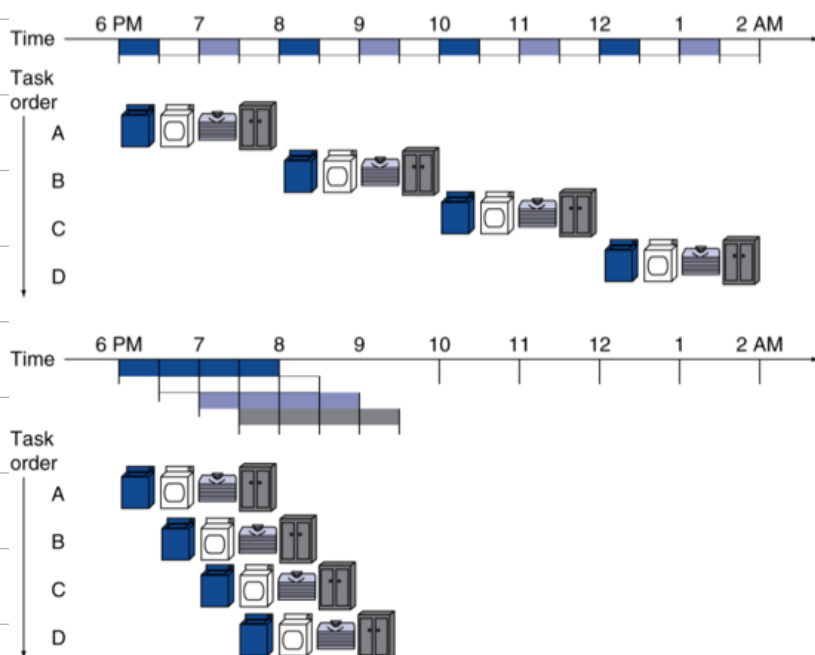 6 PM 7 8 9 10 11 12 1 2 AM
Time
Task
order
A
B
C
D
6 PM 7 8 9 10 11 12 1 2 AM
Time
Task
order
A
B
C
D